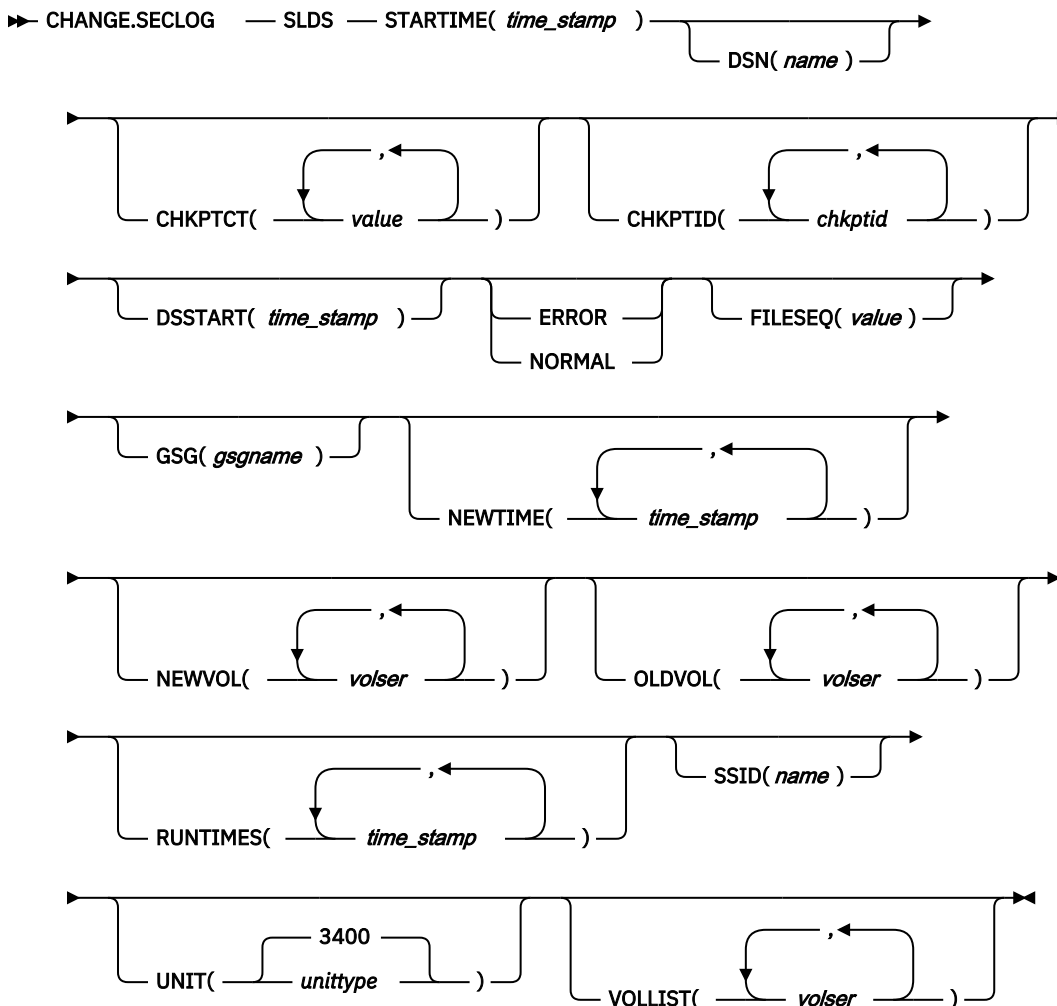 CHANGE.SECLOG SLDS STARTIME( time_stamp )
DSN( name )
,
CHKPTCT( value )
,
CHKPTID( chkptid )
DSSTART( time_stamp )
ERROR
NORMAL
FILESEQ( value )
GSG( gsgname )
,
NEWTIME( time_stamp )
,
NEWVOL( volser )
,
OLDVOL( volser )
,
RUNTIMES( time_stamp )
SSID( name )
3400
UNIT( unittype )
,
VOLLIST( volser )